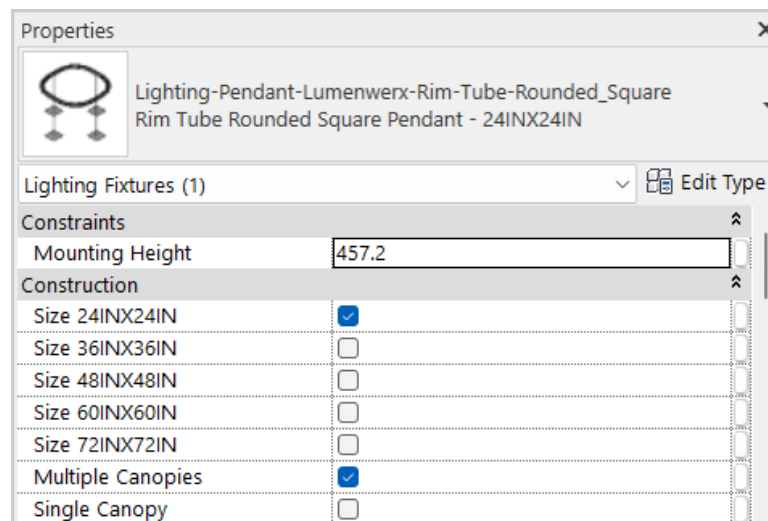 Properties
Lighting-Pendant-Lumenwerx-Rim-Tube-Rounded_Square
Rim Tube Rounded Square Pendant - 24INX24IN
Lighting Fixtures (1)
Edit Type
Constraints
Mounting Height 457.2
Construction
Size 24INX24IN
Size 36INX36IN
Size 48INX48IN
Size 60INX60IN
Size 72INX72IN
Multiple Canopies
Single Canopy